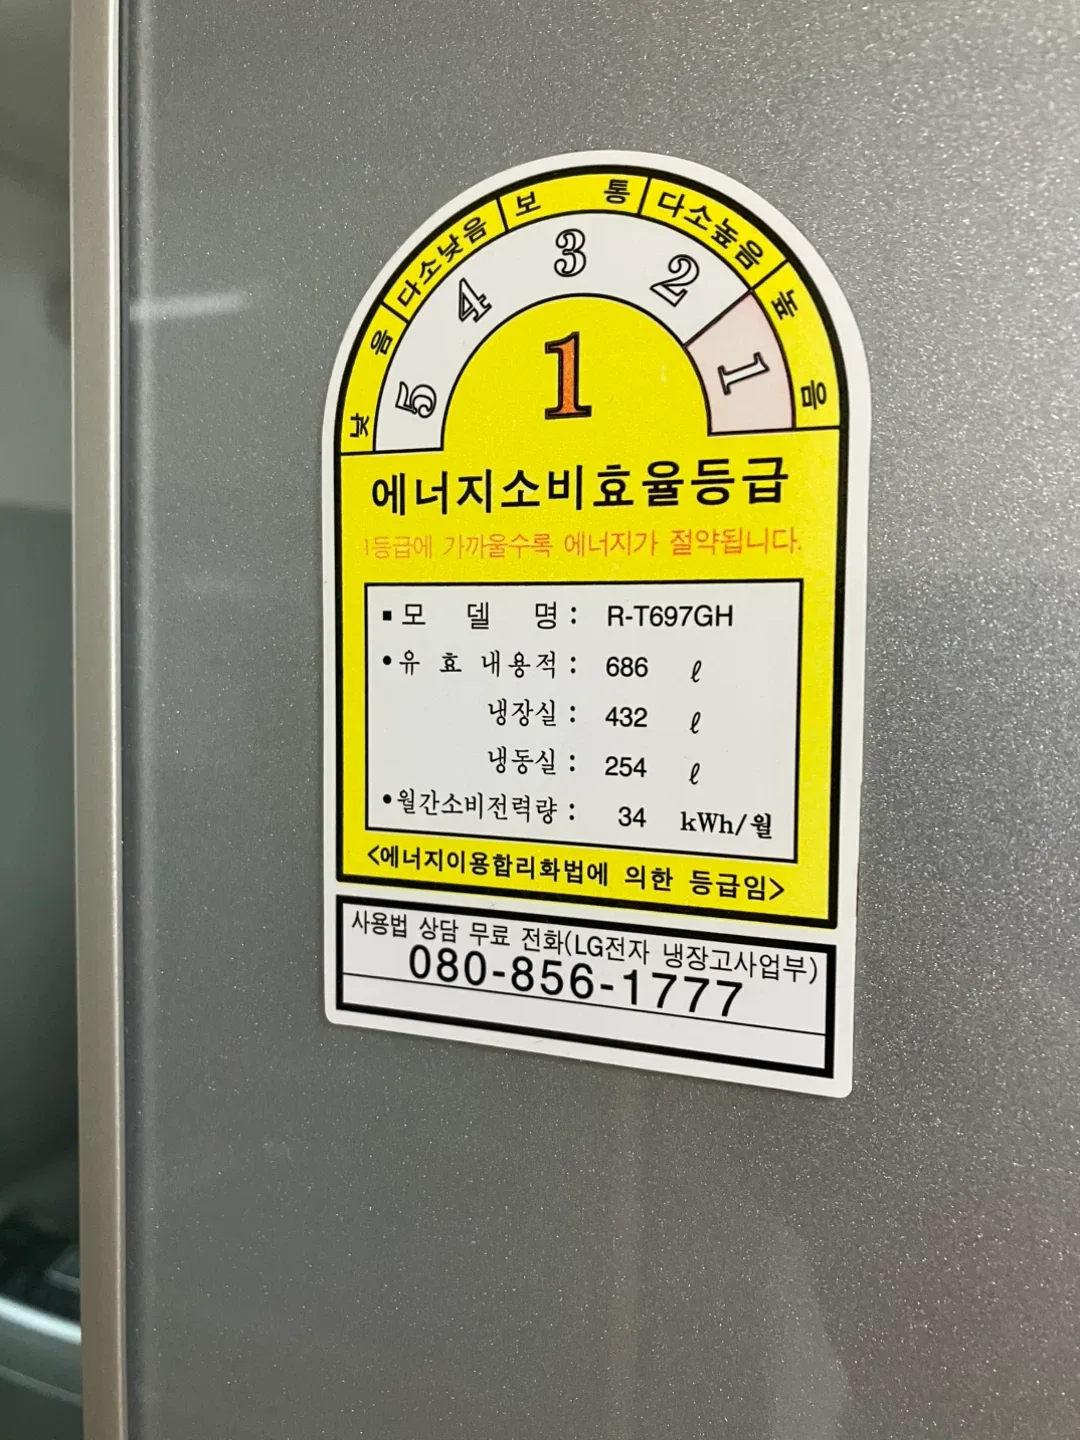 낮음 다소낮음 보통 다소높음 높음
5 4 3 2 1
1
에너지소비효율등급
1등급에 가까울수록 에너지가 절약됩니다.
▪모 델 명 : R-T697GH
•유 효 내용적 : 686 ℓ
냉장실 : 432 ℓ
냉동실 : 254 ℓ
•월간소비전력량 : 34 kWh/월
<에너지이용합리화법에 의한 등급임>
사용법 상담 무료 전화(LG전자 냉장고사업부)
080-856-1777